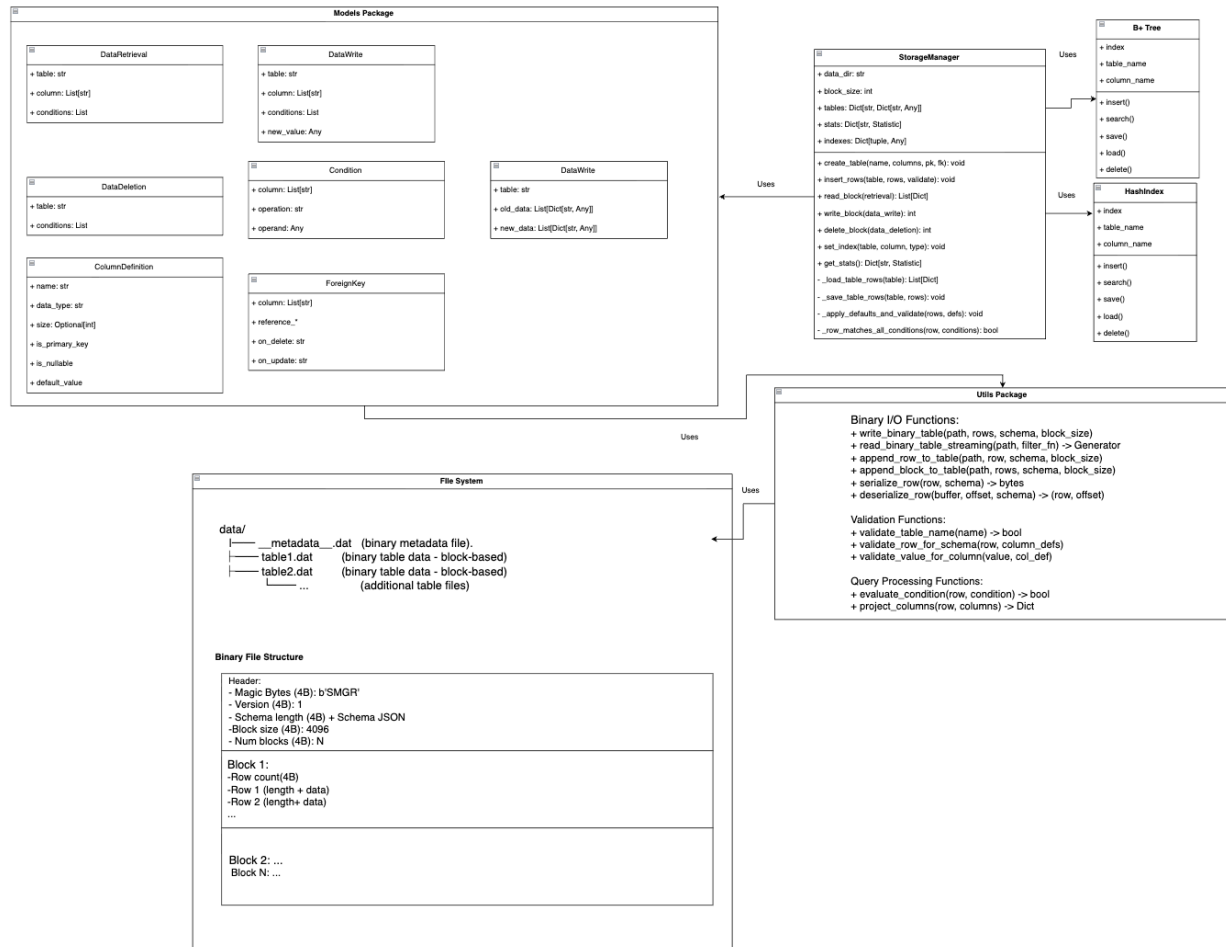 Models Package
DataRetrieval
+ table: str
+ column: List[str]
+ conditions: List
DataWrite
+ table: str
+ column: List[str]
+ conditions: List
+ new_value: Any
DataDeletion
+ table: str
+ conditions: List
Condition
+ column: List[str]
+ operation: str
+ operand: Any
DataWrite
+ table: str
+ old_data: List[Dict[str, Any]]
+ new_data: List[Dict[str, Any]]
ColumnDefinition
+ name: str
+ data_type: str
+ size: Optional[int]
+ is_primary_key
+ is_nullable
+ default_value
ForeignKey
+ column: List[str]
+ reference_*
+ on_delete: str
+ on_update: str
Uses
StorageManager
+ data_dir: str
+ block_size: int
+ tables: Dict[str, Dict[str, Any]]
+ stats: Dict[str, Statistic]
+ indexes: Dict[tuple, Any]
+ create_table(name, columns, pk, fk): void
+ insert_rows(table, rows, validate): void
+ read_block(retrieval): List[Dict]
+ write_block(data_write): int
+ delete_block(data_deletion): int
+ set_index(table, column, type): void
+ get_stats(): Dict[str, Statistic]
- _load_table_rows(table): List[Dict]
- _save_table_rows(table, rows): void
- _apply_defaults_and_validate(rows, defs): void
- _row_matches_all_conditions(row, conditions): bool
Uses
B+ Tree
+ index
+ table_name
+ column_name
+ insert()
+ search()
+ save()
+ load()
+ delete()
Uses
HashIndex
+ index
+ table_name
+ column_name
+ insert()
+ search()
+ save()
+ load()
+ delete()
Uses
Utils Package
Binary I/O Functions:
+ write_binary_table(path, rows, schema, block_size)
+ read_binary_table_streaming(path, filter_fn) -> Generator
+ append_row_to_table(path, row, schema, block_size)
+ append_block_to_table(path, rows, schema, block_size)
+ serialize_row(row, schema) -> bytes
+ deserialize_row(buffer, offset, schema) -> (row, offset)
Validation Functions:
+ validate_table_name(name) -> bool
+ validate_row_for_schema(row, column_defs)
+ validate_value_for_column(value, col_def)
Query Processing Functions:
+ evaluate_condition(row, condition) -> bool
+ project_columns(row, columns) -> Dict
Uses
File System
data/
|—— __metadata__.dat (binary metadata file).
├—— table1.dat (binary table data - block-based)
├—— table2.dat (binary table data - block-based)
└—— ... (additional table files)
Binary File Structure
Header:
- Magic Bytes (4B): b'SMGR'
- Version (4B): 1
- Schema length (4B) + Schema JSON
-Block size (4B): 4096
- Num blocks (4B): N
Block 1:
-Row count(4B)
-Row 1 (length + data)
-Row 2 (length+ data)
...
Block 2: ...
Block N: ...